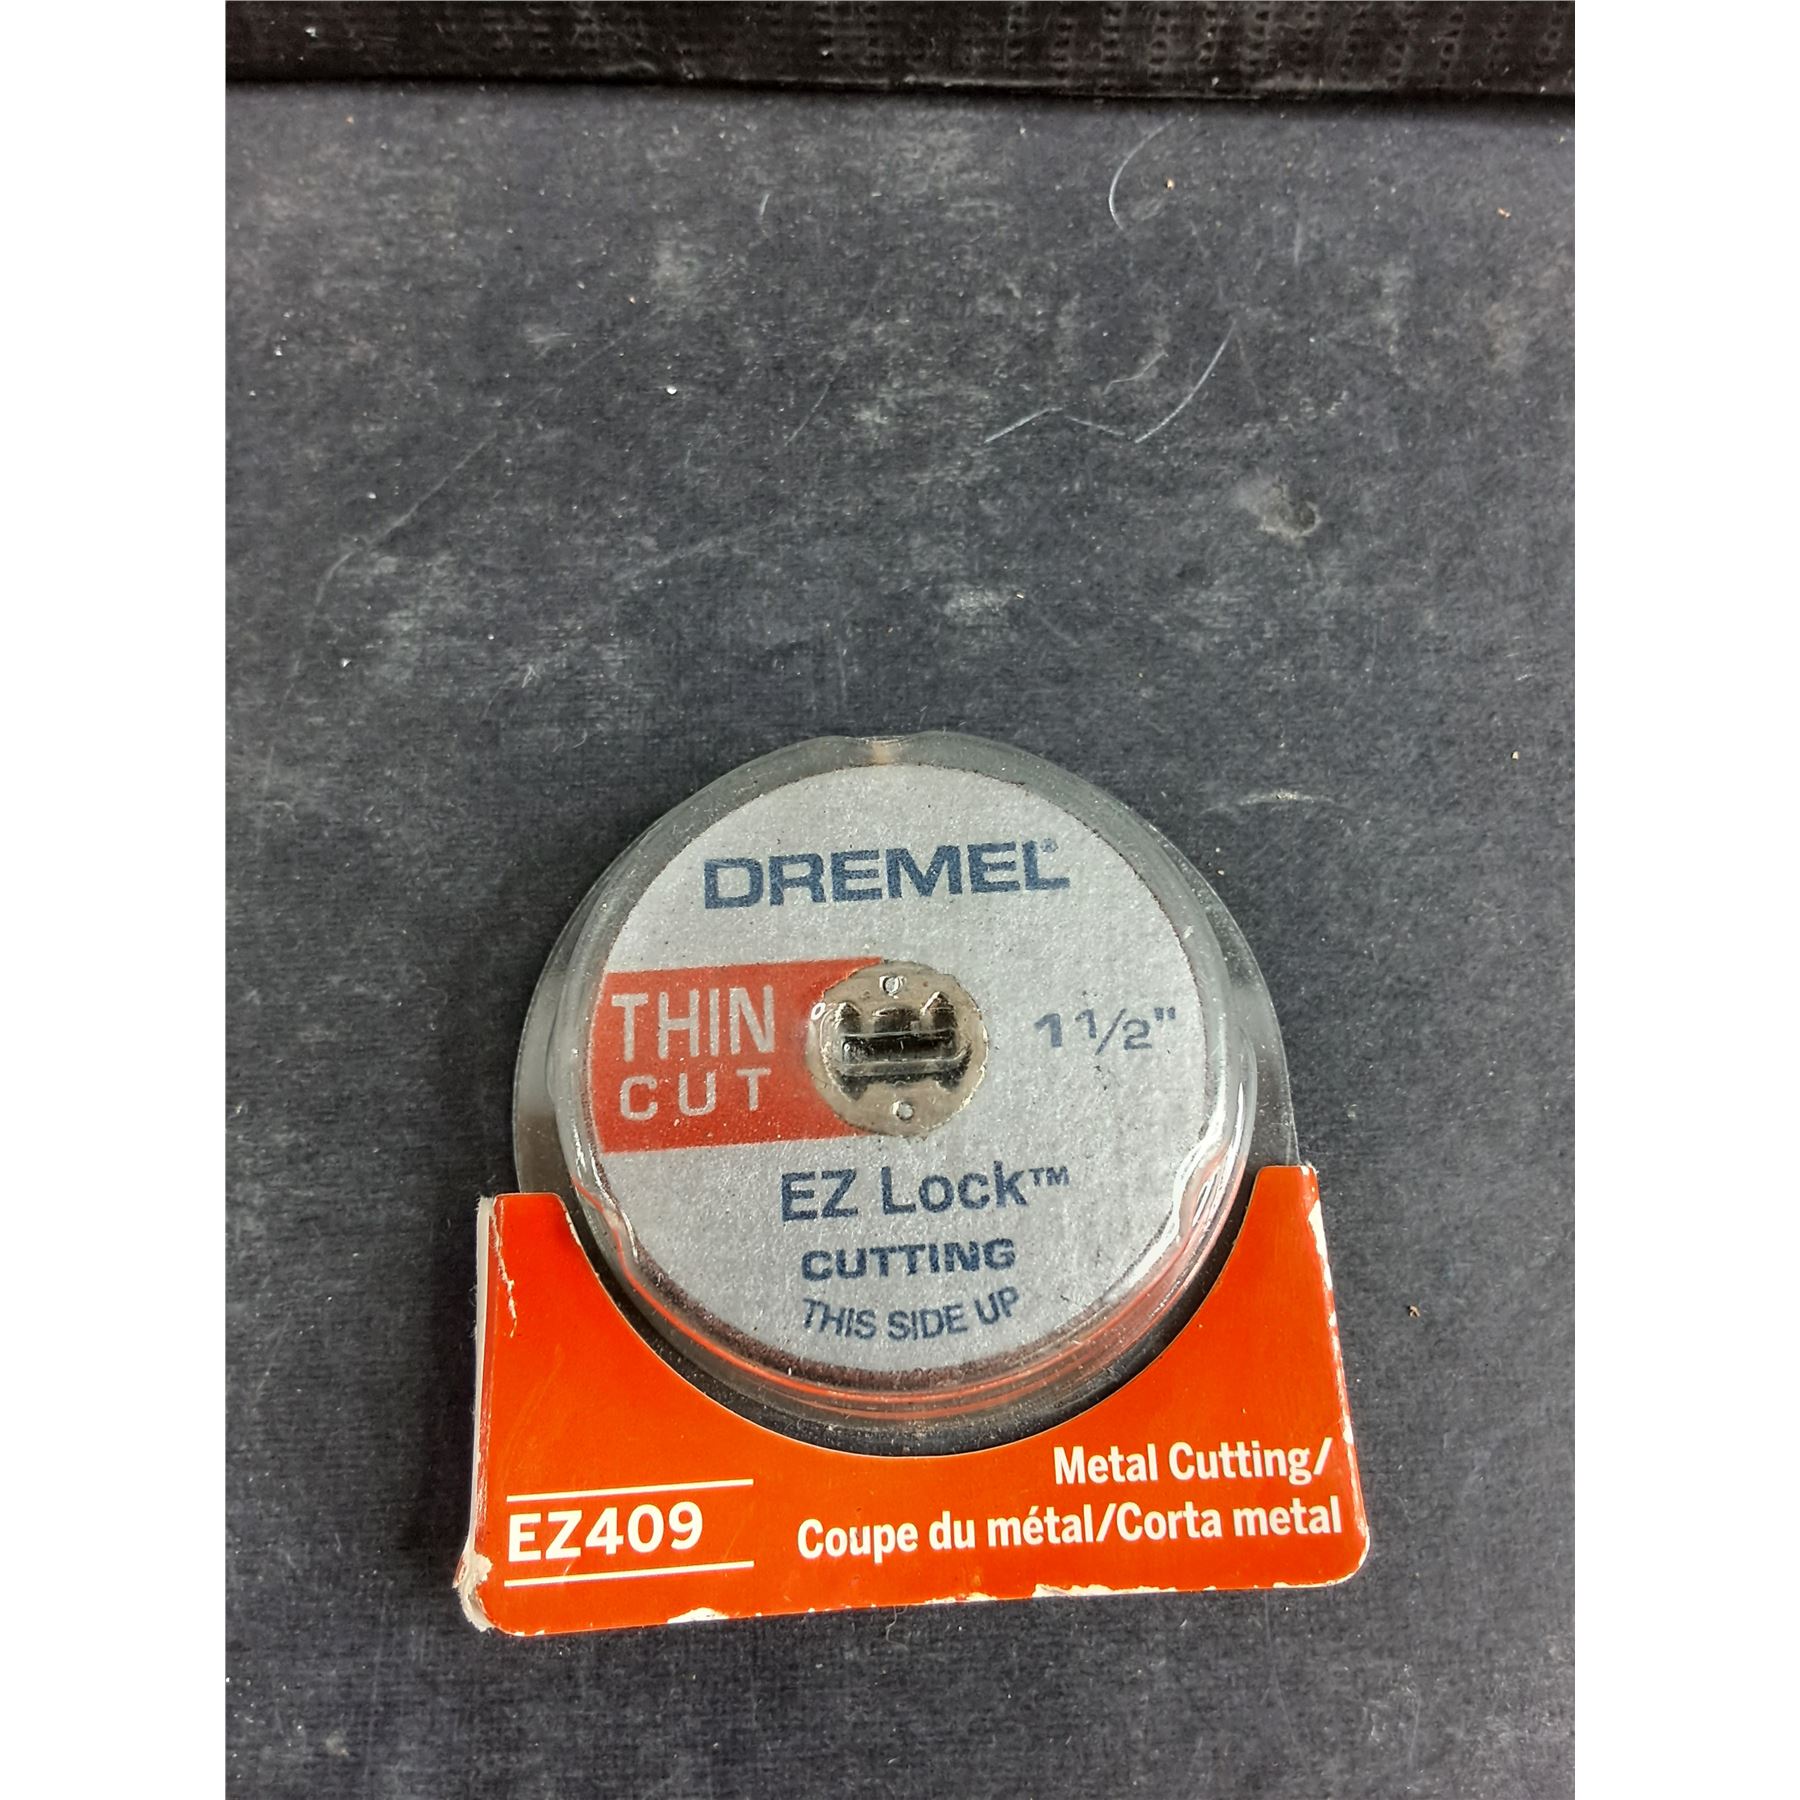 DREMEL®
THIN
CUT
1 1/2"
EZ Lock™
CUTTING
THIS SIDE UP
EZ409
Metal Cutting/
Coupe du métal/Corta metal